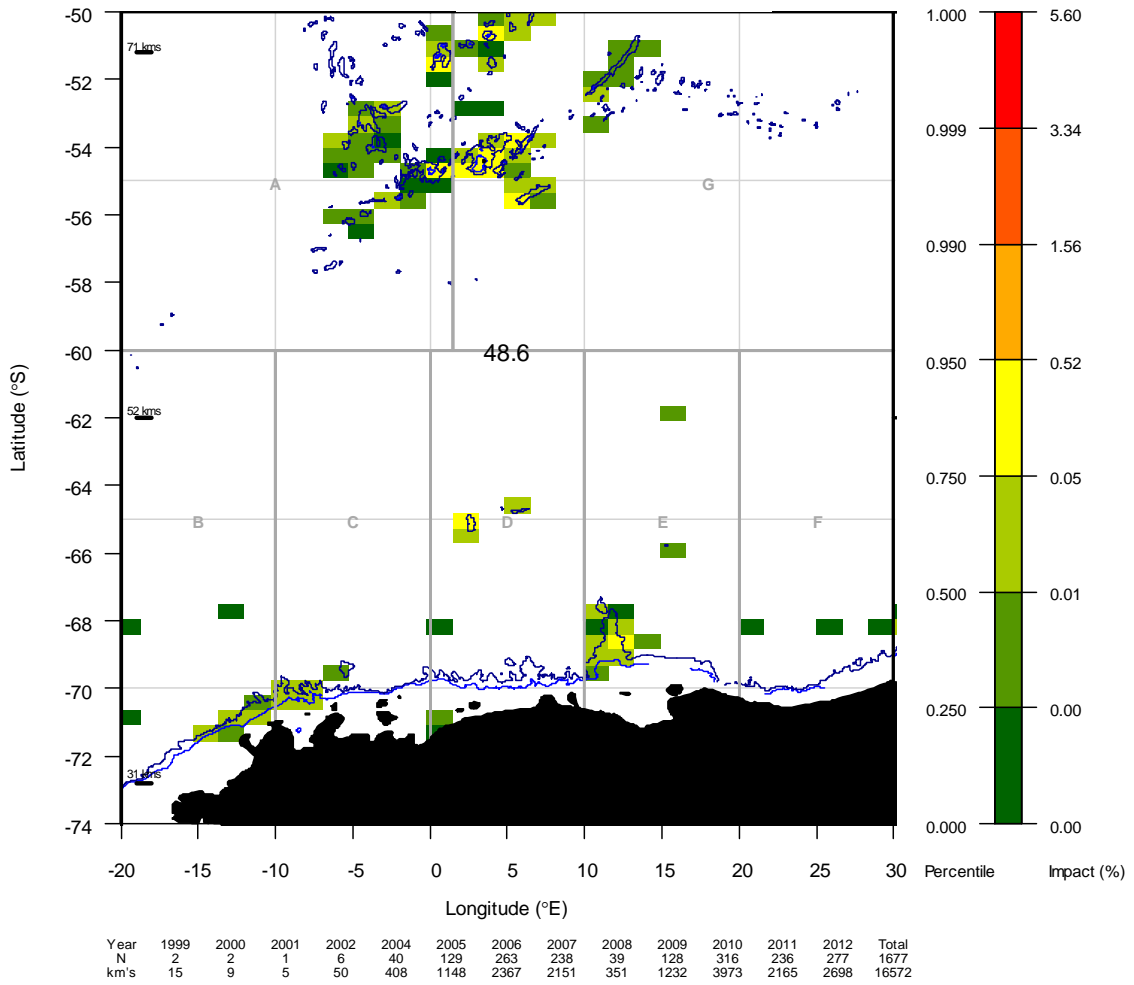 -50
-52
-54
-56
-58
-60
-62
-64
-66
-68
-70
-72
-74
Latitude (°S)
71 kms
52 kms
31 kms
A
G
48.6
B
C
D
E
F
-20
-15
-10
-5
0
5
10
15
20
25
30
Longitude (°E)
1.000 5.60
0.999 3.34
0.990 1.56
0.950 0.52
0.750 0.05
0.500 0.01
0.250 0.00
0.000 0.00
Percentile Impact (%)
Year 1999 2000 2001 2002 2004 2005 2006 2007 2008 2009 2010 2011 2012 Total
N 2 2 1 6 40 129 263 238 39 128 316 236 277 1677
km's 15 9 5 50 408 1148 2367 2151 351 1232 3973 2165 2698 16572